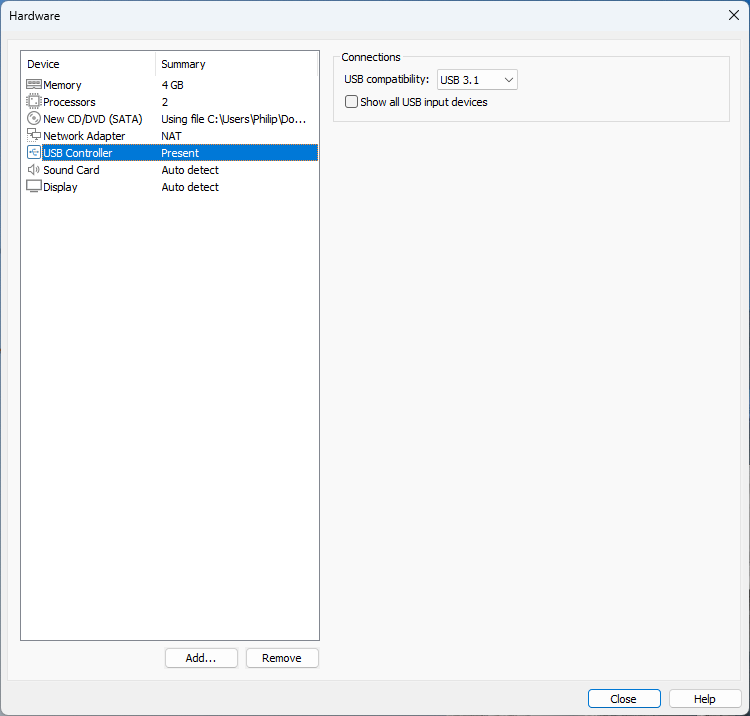 Hardware
Device Summary
Memory 4 GB
Processors 2
New CD/DVD (SATA) Using file C:\Users\Philip\Do...
Network Adapter NAT
USB Controller Present
Sound Card Auto detect
Display Auto detect
Add... Remove
Connections
USB compatibility: USB 3.1
Show all USB input devices
Close Help